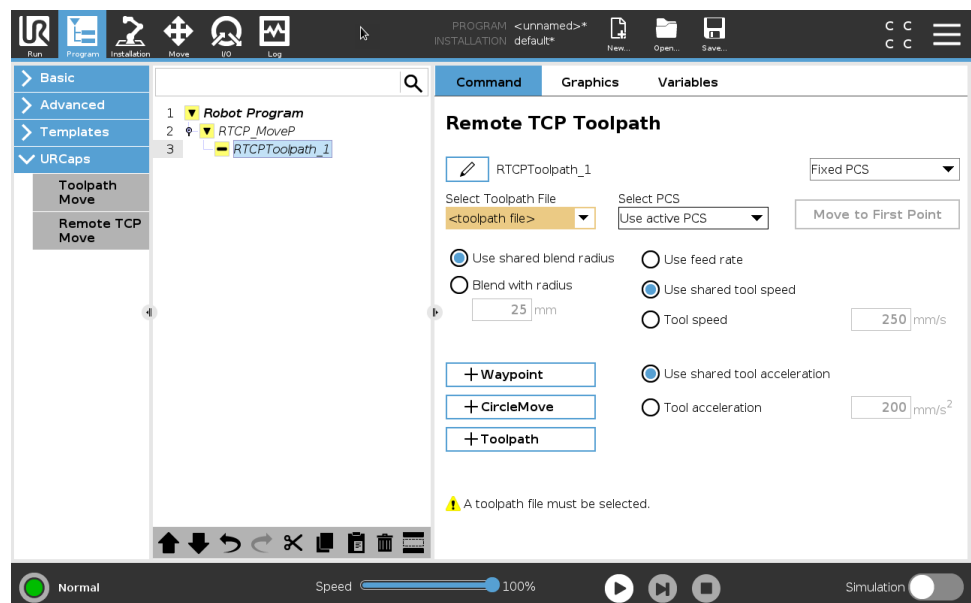 PROGRAM <unnamed>*
INSTALLATION default*
UR
Run
Program
Installation
Move
I/O
Log
New...
Open...
Save...
C C
C C
Basic
Advanced
Templates
URCaps
Toolpath
Move
Remote TCP
Move
1 Robot Program
2 RTCP_MoveP
3 RTCPToolpath_1
Command Graphics Variables
Remote TCP Toolpath
RTCPToolpath_1
Fixed PCS
Select Toolpath File
<toolpath file>
Select PCS
Use active PCS
Move to First Point
Use shared blend radius
Blend with radius
25 mm
Use feed rate
Use shared tool speed
Tool speed 250 mm/s
+ Waypoint
+ CircleMove
+ Toolpath
Use shared tool acceleration
Tool acceleration 200 mm/s²
A toolpath file must be selected.
Normal
Speed 100%
Simulation